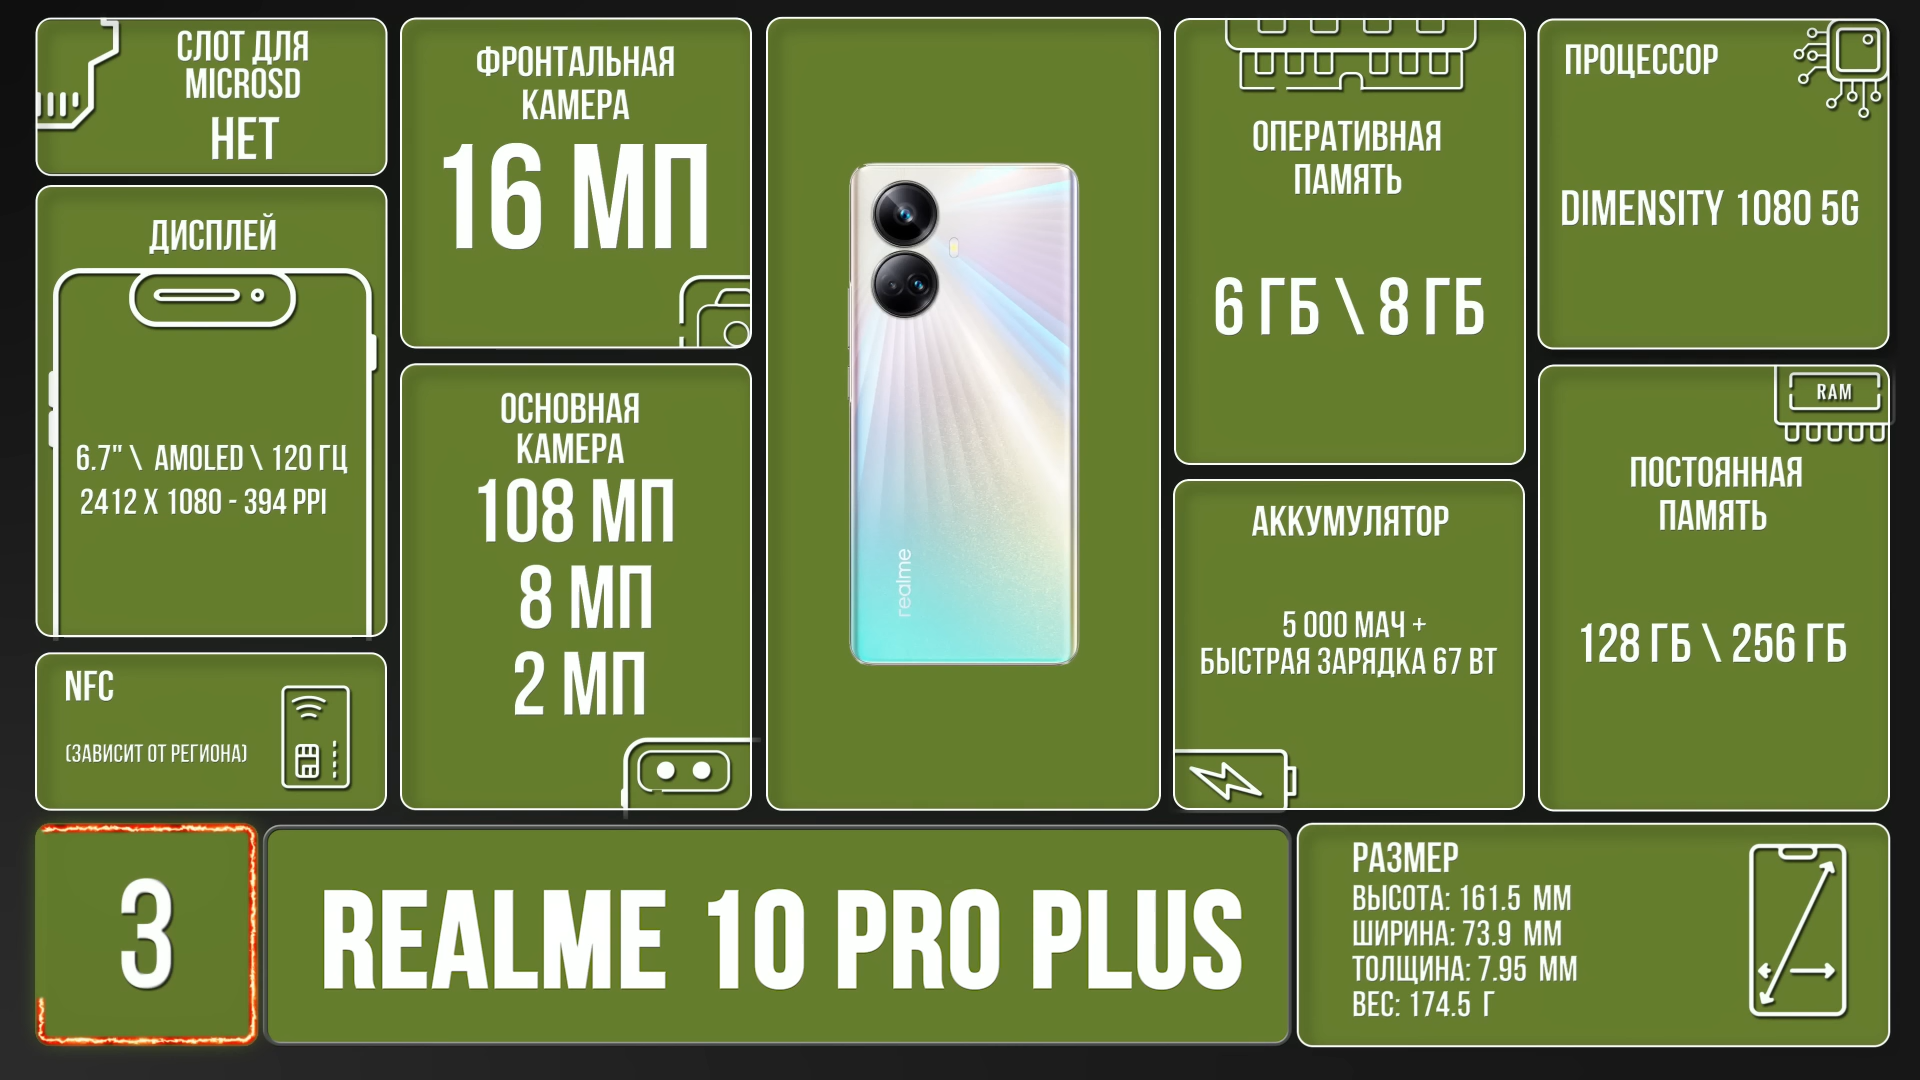 СЛОТ ДЛЯ
MICROSD
НЕТ
ДИСПЛЕЙ
6.7" \ AMOLED \ 120 ГЦ
2412 X 1080 - 394 PPI
NFC
(ЗАВИСИТ ОТ РЕГИОНА)
ФРОНТАЛЬНАЯ
КАМЕРА
16 МП
ОСНОВНАЯ
КАМЕРА
108 МП
8 МП
2 МП
realme
ОПЕРАТИВНАЯ
ПАМЯТЬ
6 ГБ \ 8 ГБ
АККУМУЛЯТОР
5 000 МАЧ +
БЫСТРАЯ ЗАРЯДКА 67 ВТ
ПРОЦЕССОР
DIMENSITY 1080 5G
RAM
ПОСТОЯННАЯ
ПАМЯТЬ
128 ГБ \ 256 ГБ
3
REALME 10 PRO PLUS
РАЗМЕР
ВЫСОТА: 161.5 ММ
ШИРИНА: 73.9 ММ
ТОЛЩИНА: 7.95 ММ
ВЕС: 174.5 Г